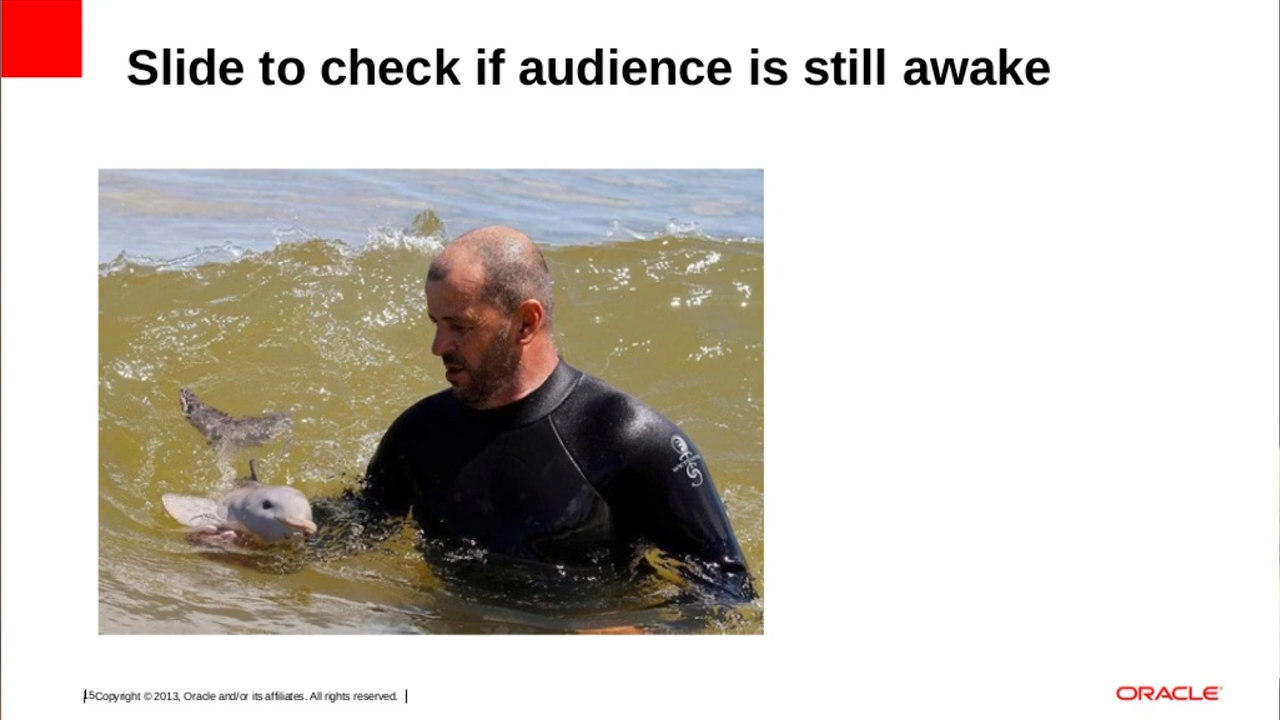 Slide to check if audience is still awake
15 Copyright © 2013, Oracle and/or its affiliates. All rights reserved.
ORACLE